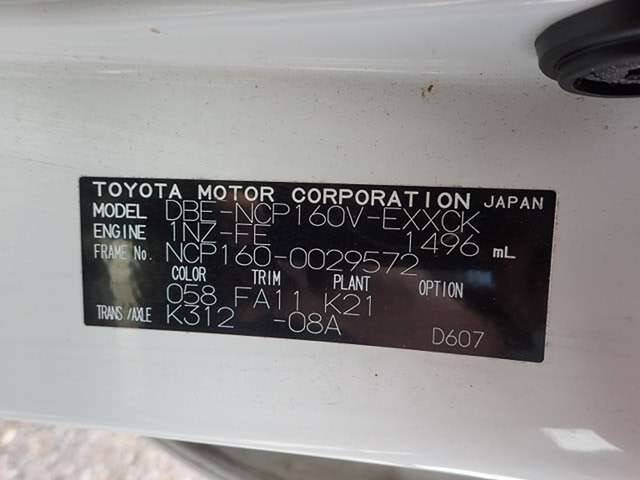 TOYOTA MOTOR CORPORATION JAPAN
MODEL DBE-NCP160V-EXXCK
ENGINE 1NZ-FE 1496 mL
FRAME No. NCP160-0029572
COLOR TRIM PLANT OPTION
058 FA11 K21
TRANS/AXLE K312 -08A
D607